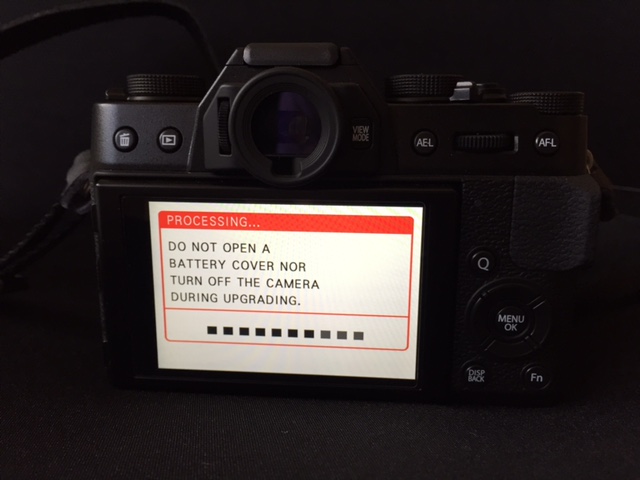 VIEW
MODE
AEL
AF-L
PROCESSING...
DO NOT OPEN A
BATTERY COVER NOR
TURN OFF THE CAMERA
DURING UPGRADING.
Q
MENU
OK
DISP
BACK
Fn